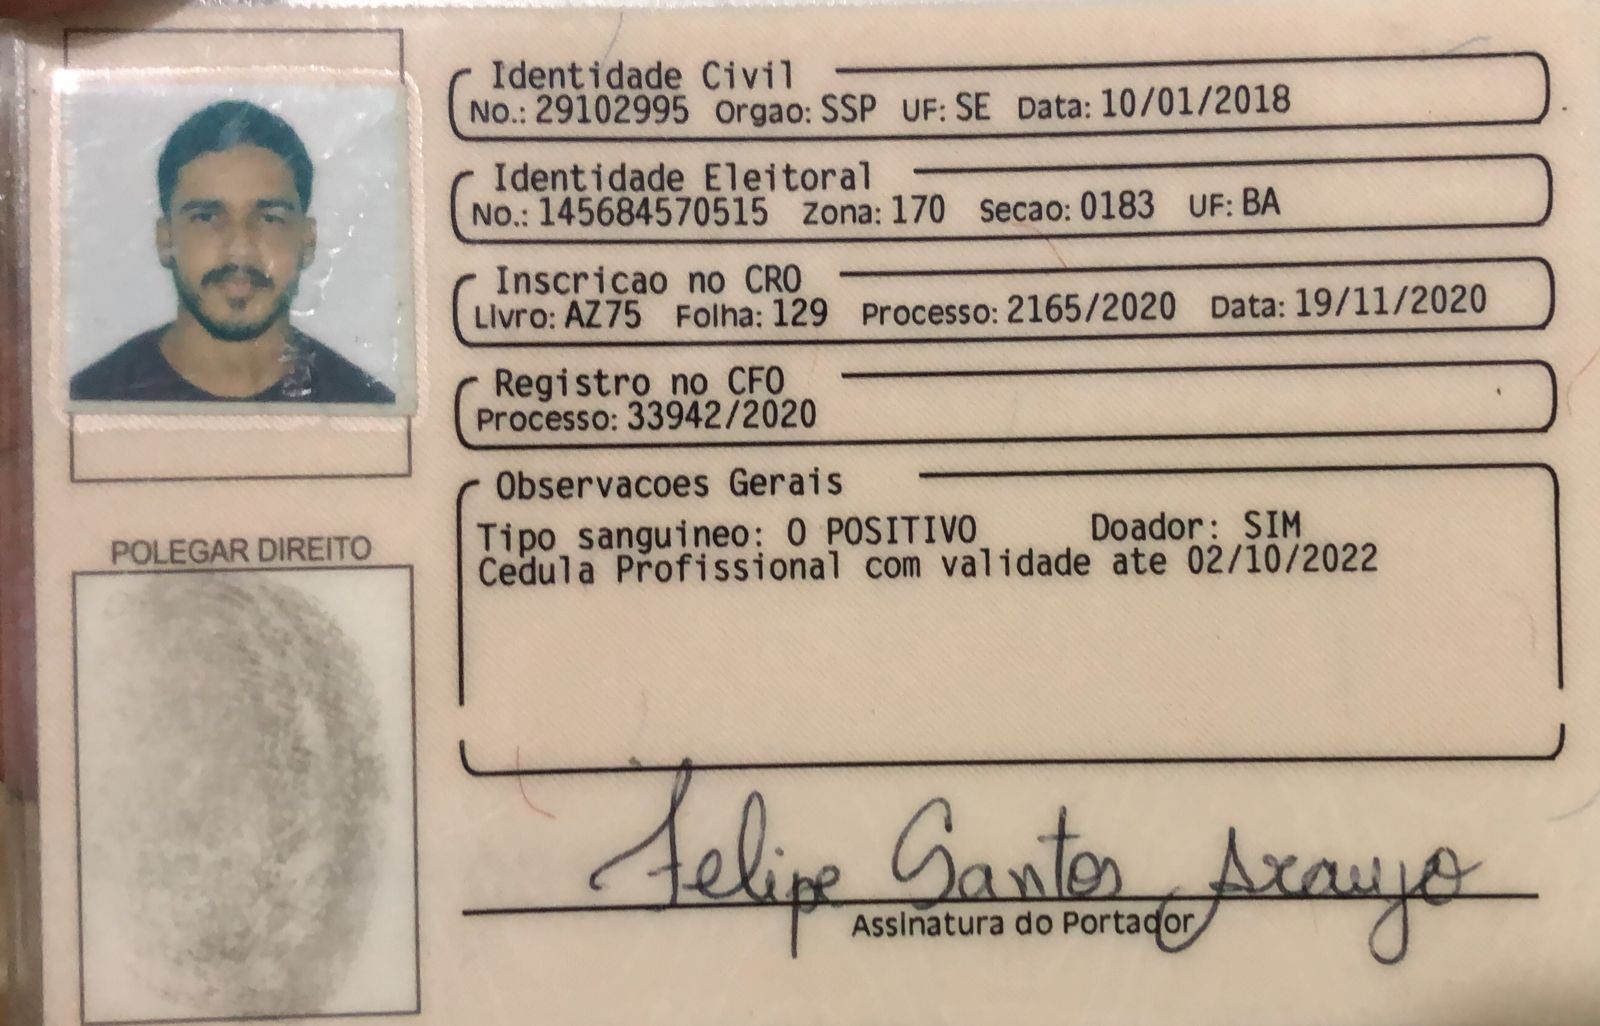 Identidade Civil
No.: 29102995 Orgao: SSP UF: SE Data: 10/01/2018
Identidade Eleitoral
No.: 145684570515 Zona: 170 Secao: 0183 UF: BA
Inscricao no CRO
Livro: AZ75 Folha: 129 Processo: 2165/2020 Data: 19/11/2020
Registro no CFO
Processo: 33942/2020
Observacoes Gerais
Tipo sanguineo: O POSITIVO Doador: SIM
Cedula Profissional com validade ate 02/10/2022
POLEGAR DIREITO
Felipe Santos Araujo
Assinatura do Portador